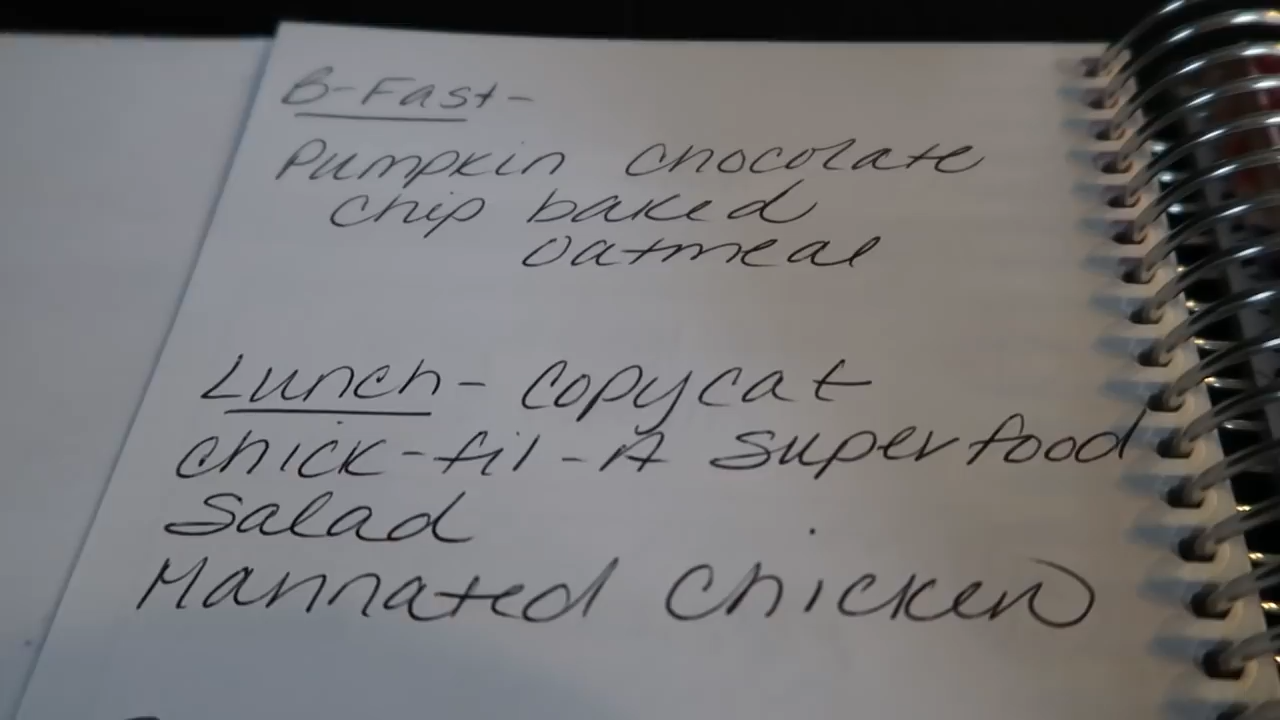 B-Fast-
Pumpkin chocolate
chip baked
oatmeal
Lunch- Copycat
Chick-fil-A Superfood
Salad
Marinated Chicken